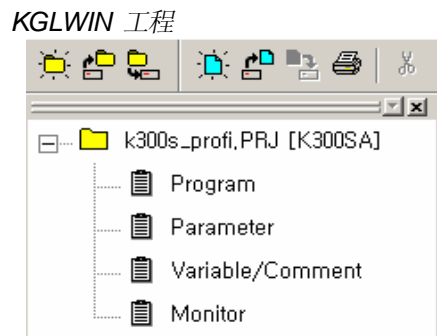 KGLWIN 工程
k300s_profi,PRJ [K300SA]
Program
Parameter
Variable/Comment
Monitor